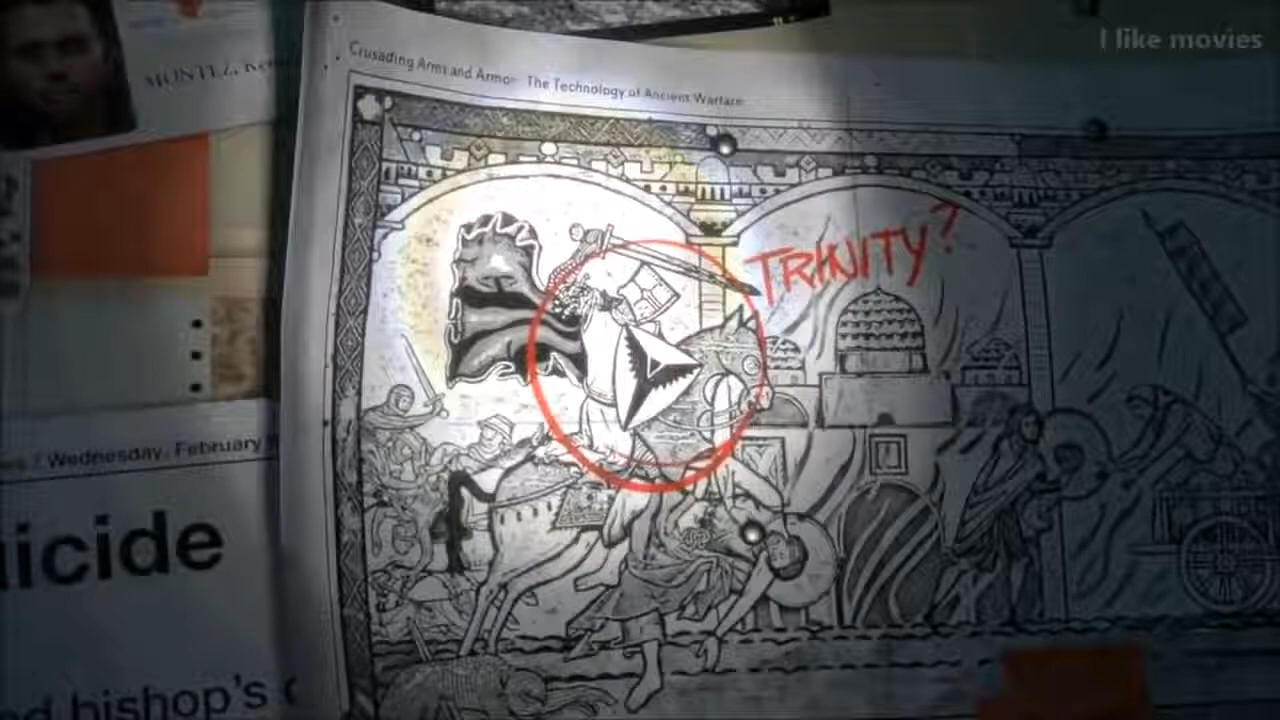 I like movies
MONTEZ,
Crusading Arms and Armor The Technology of Ancient Warfare
TRINITY?
Wednesday, February
icide
bishop's